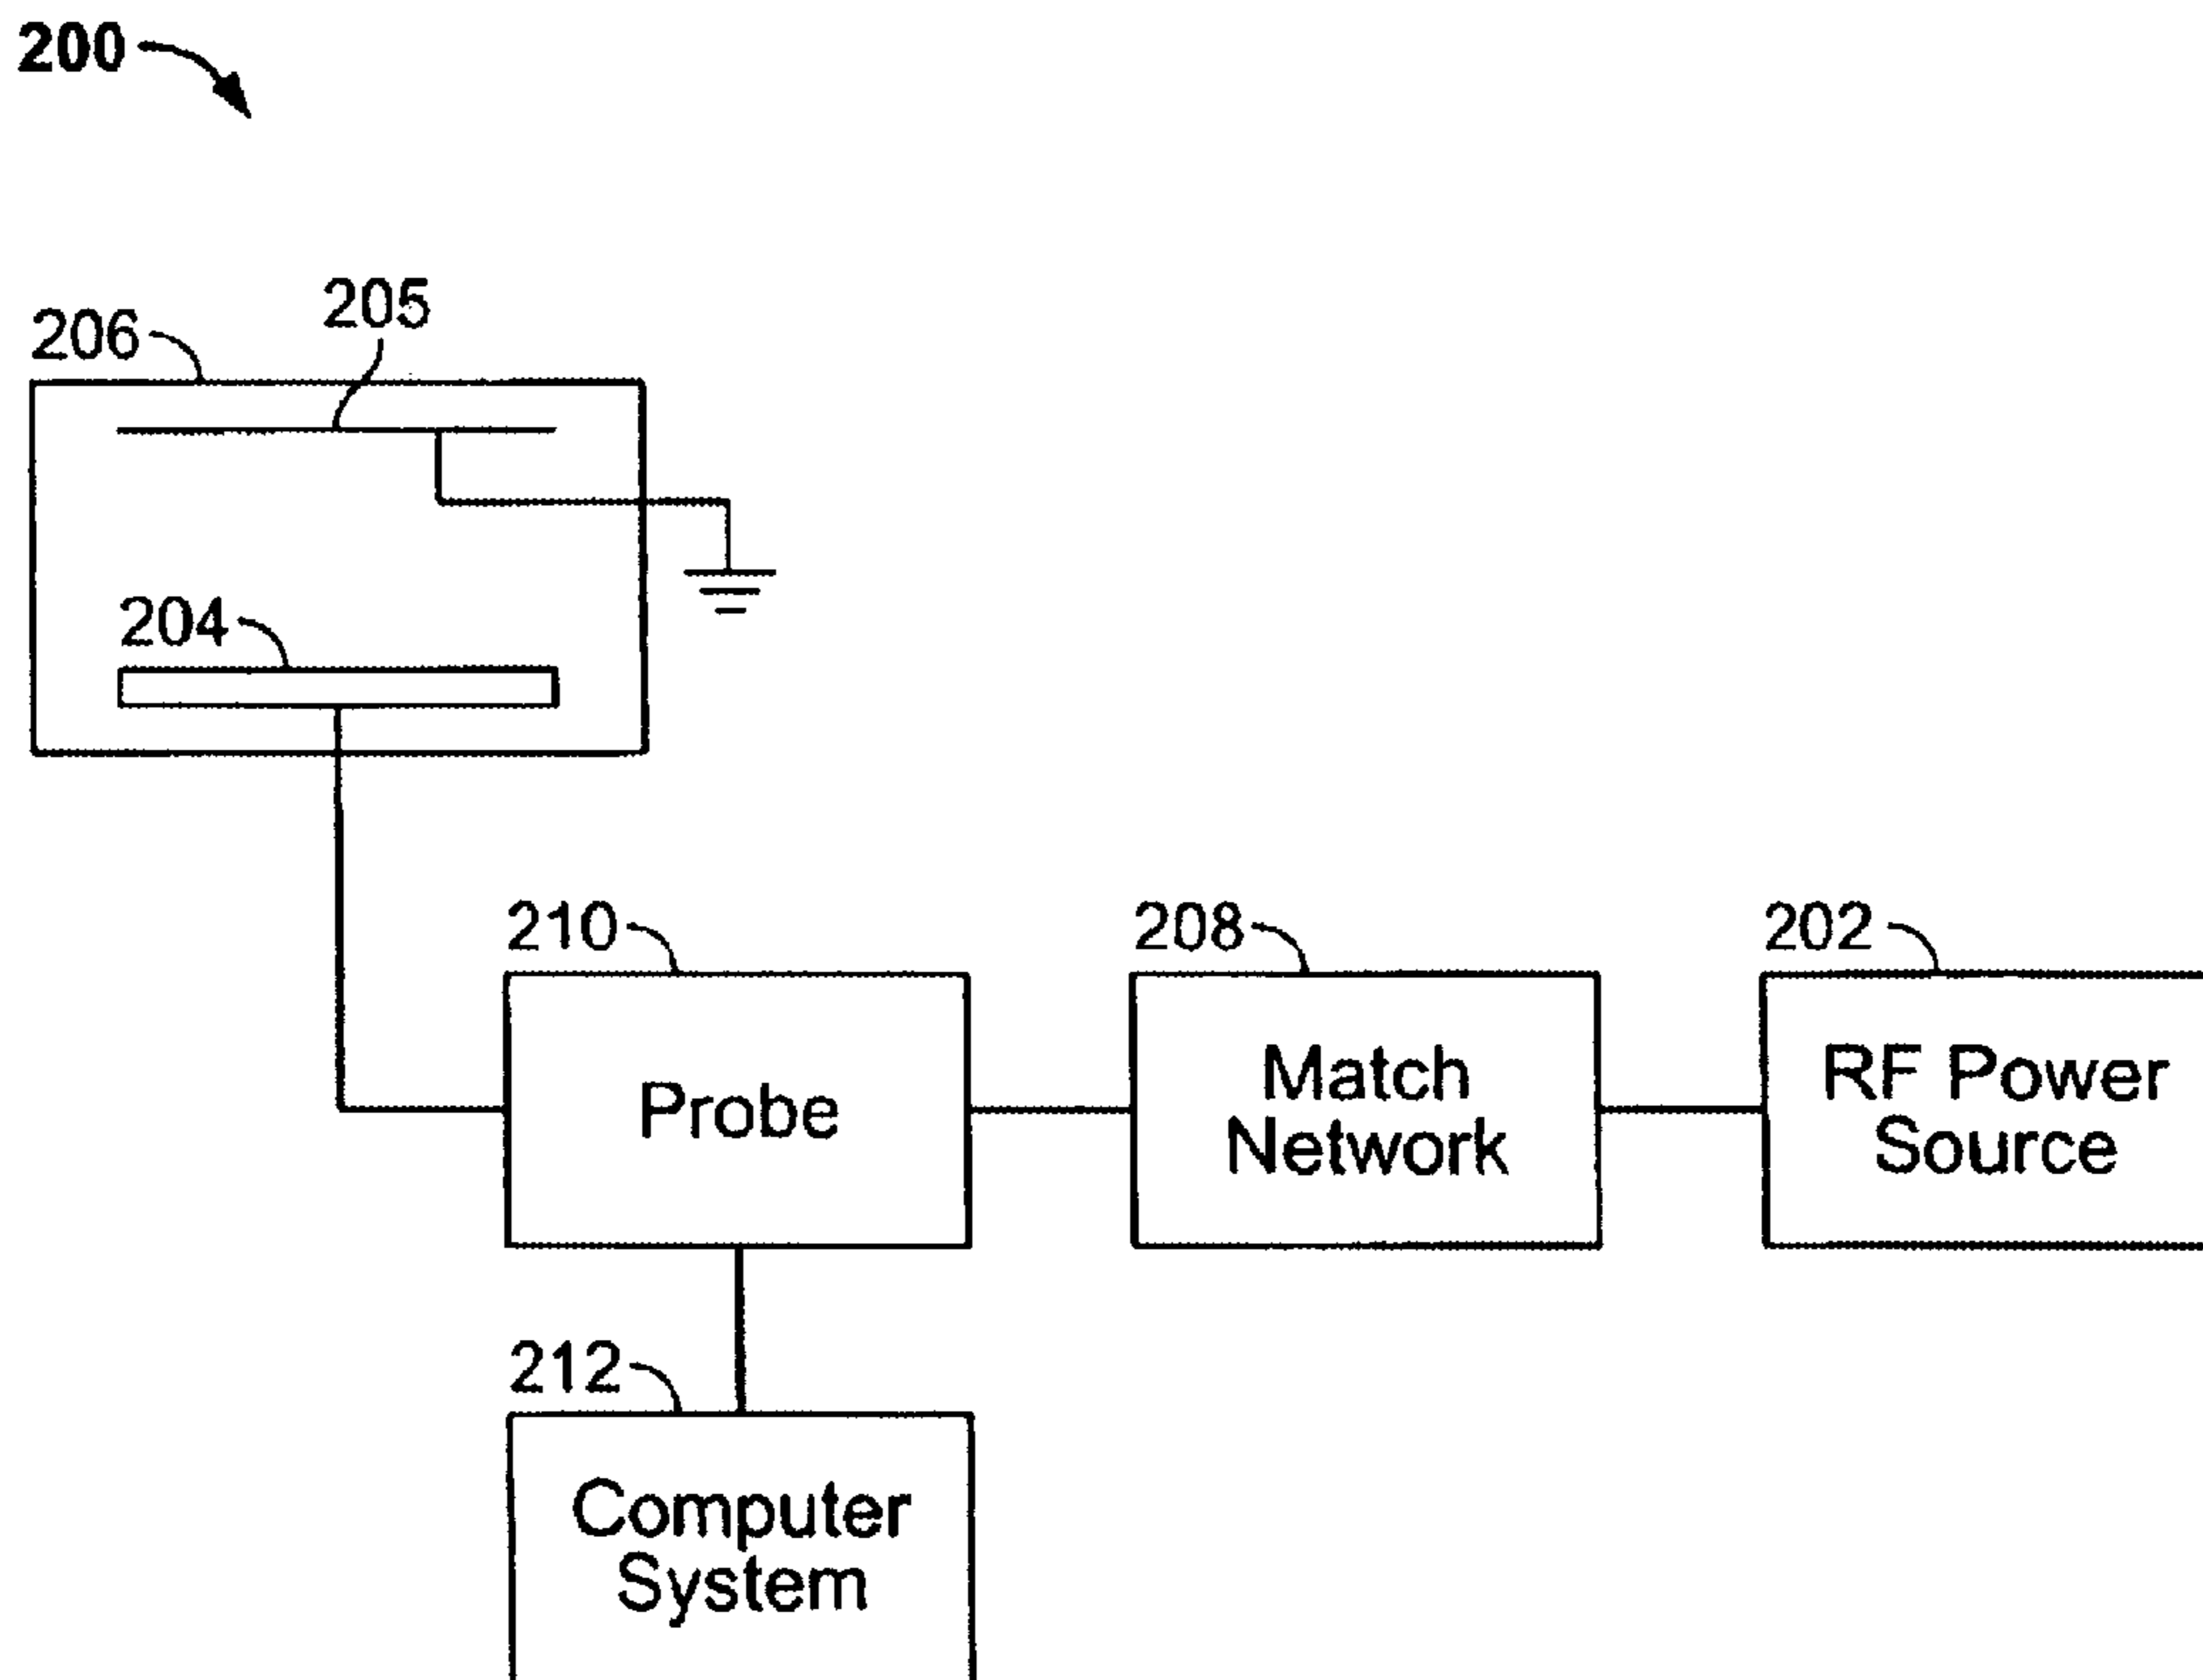 200
206
205
204
210
208
202
Probe
Match
Network
RF Power
Source
212
Computer
System